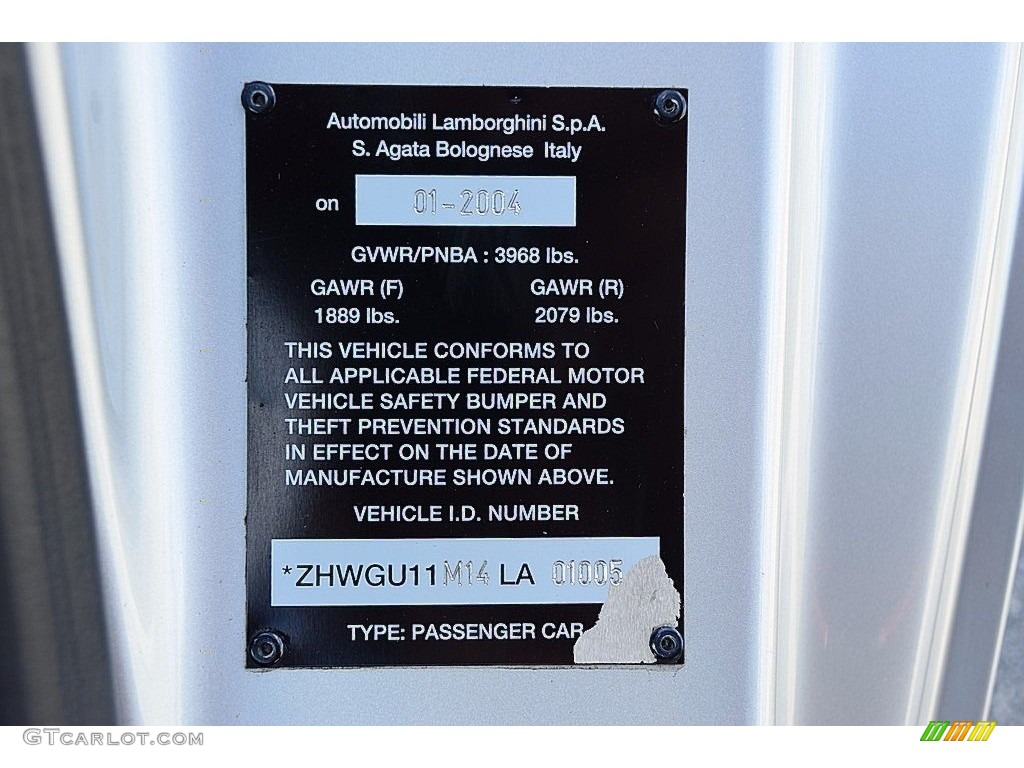 Automobili Lamborghini S.p.A.
S. Agata Bolognese Italy
on 01-2004
GVWR/PNBA : 3968 lbs.
GAWR (F) GAWR (R)
1889 lbs. 2079 lbs.
THIS VEHICLE CONFORMS TO
ALL APPLICABLE FEDERAL MOTOR
VEHICLE SAFETY BUMPER AND
THEFT PREVENTION STANDARDS
IN EFFECT ON THE DATE OF
MANUFACTURE SHOWN ABOVE.
VEHICLE I.D. NUMBER
*ZHWGU11M14 LA 01005
TYPE: PASSENGER CAR
GTCARLOT.COM